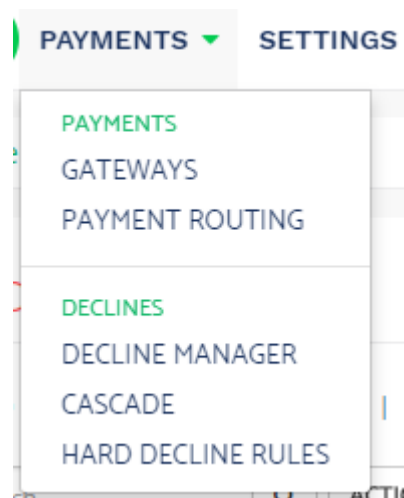 PAYMENTS SETTINGS
PAYMENTS
GATEWAYS
PAYMENT ROUTING
DECLINES
DECLINE MANAGER
CASCADE
HARD DECLINE RULES